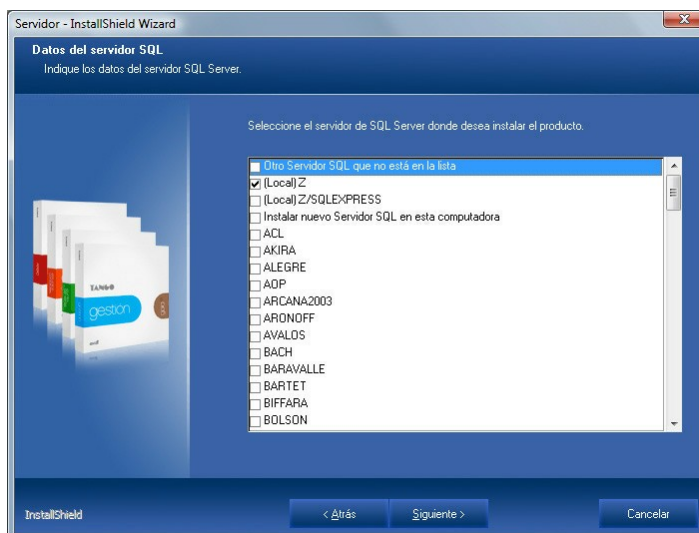 Servidor - InstallShield Wizard
Datos del servidor SQL
Indique los datos del servidor SQL Server.
Seleccione el servidor de SQL Server donde desea instalar el producto.
Otro Servidor SQL que no está en la lista
(Local)Z
(Local)Z/SQLEXPRESS
Instalar nuevo Servidor SQL en esta computadora
ACL
AKIRA
ALEGRE
AOP
ARCANA2003
ARONOFF
AVALOS
BACH
BARAVALLE
BARTET
BIFFARA
BOLSON
TANGO
gestión
InstallShield
< Atrás
Siguiente >
Cancelar